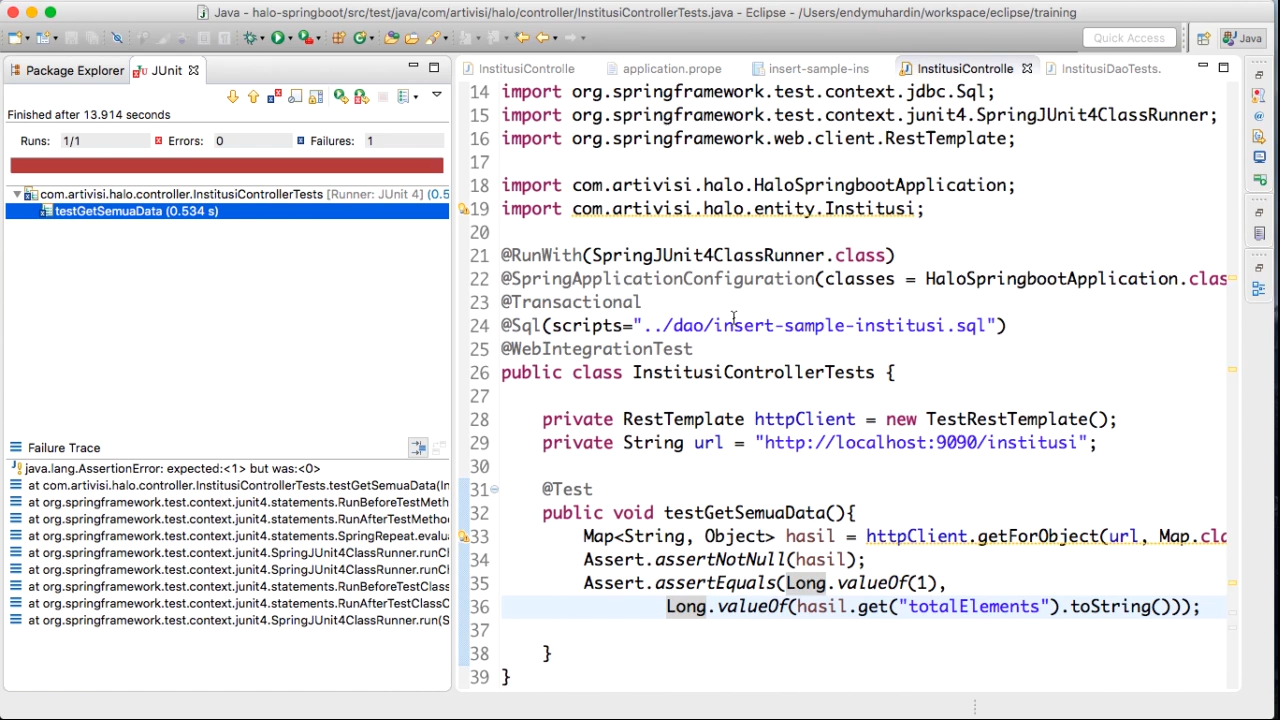 Java - halo-springboot/src/test/java/com/artivisi/halo/controller/InstitusiControllerTests.java - Eclipse - /Users/endymuhardin/workspace/eclipse/training
Quick Access
Java
Package Explorer
JUnit
Finished after 13.914 seconds
Runs: 1/1
Errors: 0
Failures: 1
com.artivisi.halo.controller.InstitusiControllerTests [Runner: JUnit 4] (0.5
testGetSemuaData (0.534 s)
Failure Trace
java.lang.AssertionError: expected:<1> but was:<0>
at com.artivisi.halo.controller.InstitusiControllerTests.testGetSemuaData(In
at org.springframework.test.context.junit4.statements.RunBeforeTestMeth
at org.springframework.test.context.junit4.statements.RunAfterTestMethod
at org.springframework.test.context.junit4.statements.SpringRepeat.evalua
at org.springframework.test.context.junit4.SpringJUnit4ClassRunner.runCh
at org.springframework.test.context.junit4.SpringJUnit4ClassRunner.runCh
at org.springframework.test.context.junit4.statements.RunBeforeTestClass
at org.springframework.test.context.junit4.statements.RunAfterTestClassC
at org.springframework.test.context.junit4.SpringJUnit4ClassRunner.run(S
InstitusiControlle
application.prope
insert-sample-ins
InstitusiControlle
InstitusiDaoTests.
14 import org.springframework.test.context.jdbc.Sql;
15 import org.springframework.test.context.junit4.SpringJUnit4ClassRunner;
16 import org.springframework.web.client.RestTemplate;
17
18 import com.artivisi.halo.HaloSpringbootApplication;
19 import com.artivisi.halo.entity.Institusi;
20
21 @RunWith(SpringJUnit4ClassRunner.class)
22 @SpringApplicationConfiguration(classes = HaloSpringbootApplication.clas
23 @Transactional
24 @Sql(scripts="../dao/insert-sample-institusi.sql")
25 @WebIntegrationTest
26 public class InstitusiControllerTests {
27
28 private RestTemplate httpClient = new TestRestTemplate();
29 private String url = "http://localhost:9090/institusi";
30
31 @Test
32 public void testGetSemuaData(){
33 Map<String, Object> hasil = httpClient.getForObject(url, Map.cla
34 Assert.assertNotNull(hasil);
35 Assert.assertEquals(Long.valueOf(1),
36 Long.valueOf(hasil.get("totalElements").toString()));
37
38 }
39 }